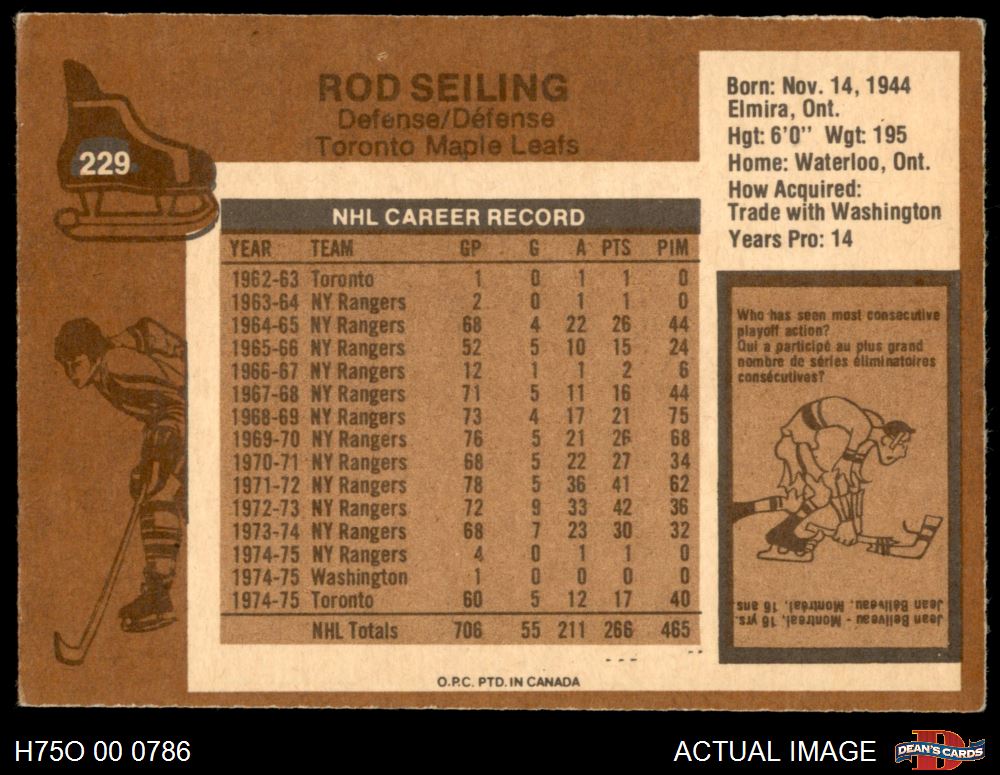 ROD SEILING
Defense/Défense
Toronto Maple Leafs
229
Born: Nov. 14, 1944
Elmira, Ont.
Hgt: 6'0" Wgt: 195
Home: Waterloo, Ont.
How Acquired:
Trade with Washington
Years Pro: 14
NHL CAREER RECORD
YEAR TEAM GP G A PTS PIM
1962-63 Toronto 1 0 1 1 0
1963-64 NY Rangers 2 0 1 1 0
1964-65 NY Rangers 68 4 22 26 44
1965-66 NY Rangers 52 5 10 15 24
1966-67 NY Rangers 12 1 1 2 6
1967-68 NY Rangers 71 5 11 16 44
1968-69 NY Rangers 73 4 17 21 75
1969-70 NY Rangers 76 5 21 26 68
1970-71 NY Rangers 68 5 22 27 34
1971-72 NY Rangers 78 5 36 41 62
1972-73 NY Rangers 72 9 33 42 36
1973-74 NY Rangers 68 7 23 30 32
1974-75 NY Rangers 4 0 1 1 0
1974-75 Washington 1 0 0 0 0
1974-75 Toronto 60 5 12 17 40
NHL Totals 706 55 211 266 465
Who has seen most consecutive
playoff action?
Qui a participé au plus grand
nombre de séries éliminatoires
consécutives?
Jean Beliveau - Montreal, 16 yrs.
Jean Béliveau, Montréal, 16 ans
O.P.C. PTD. IN CANADA
H75O 00 0786
ACTUAL IMAGE
D
DEAN'S CARDS